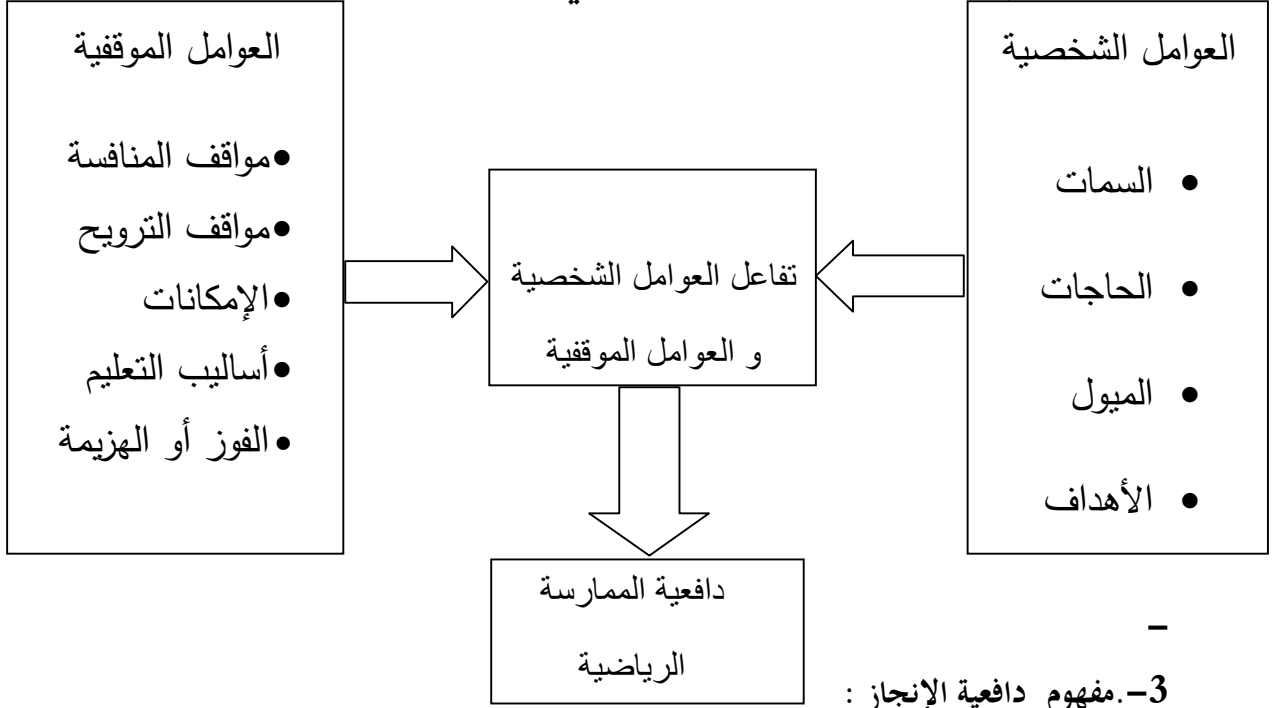 العوامل الشخصية
• السمات
• الحاجات
• الميول
• الأهداف
تفاعل العوامل الشخصية
و العوامل الموقفية
العوامل الموقفية
•مواقف المنافسة
•مواقف الترويح
•الإمكانات
•أساليب التعليم
•الفوز أو الهزيمة
دافعية الممارسة
الرياضية
–
3–.مفهوم دافعية الإنجاز :